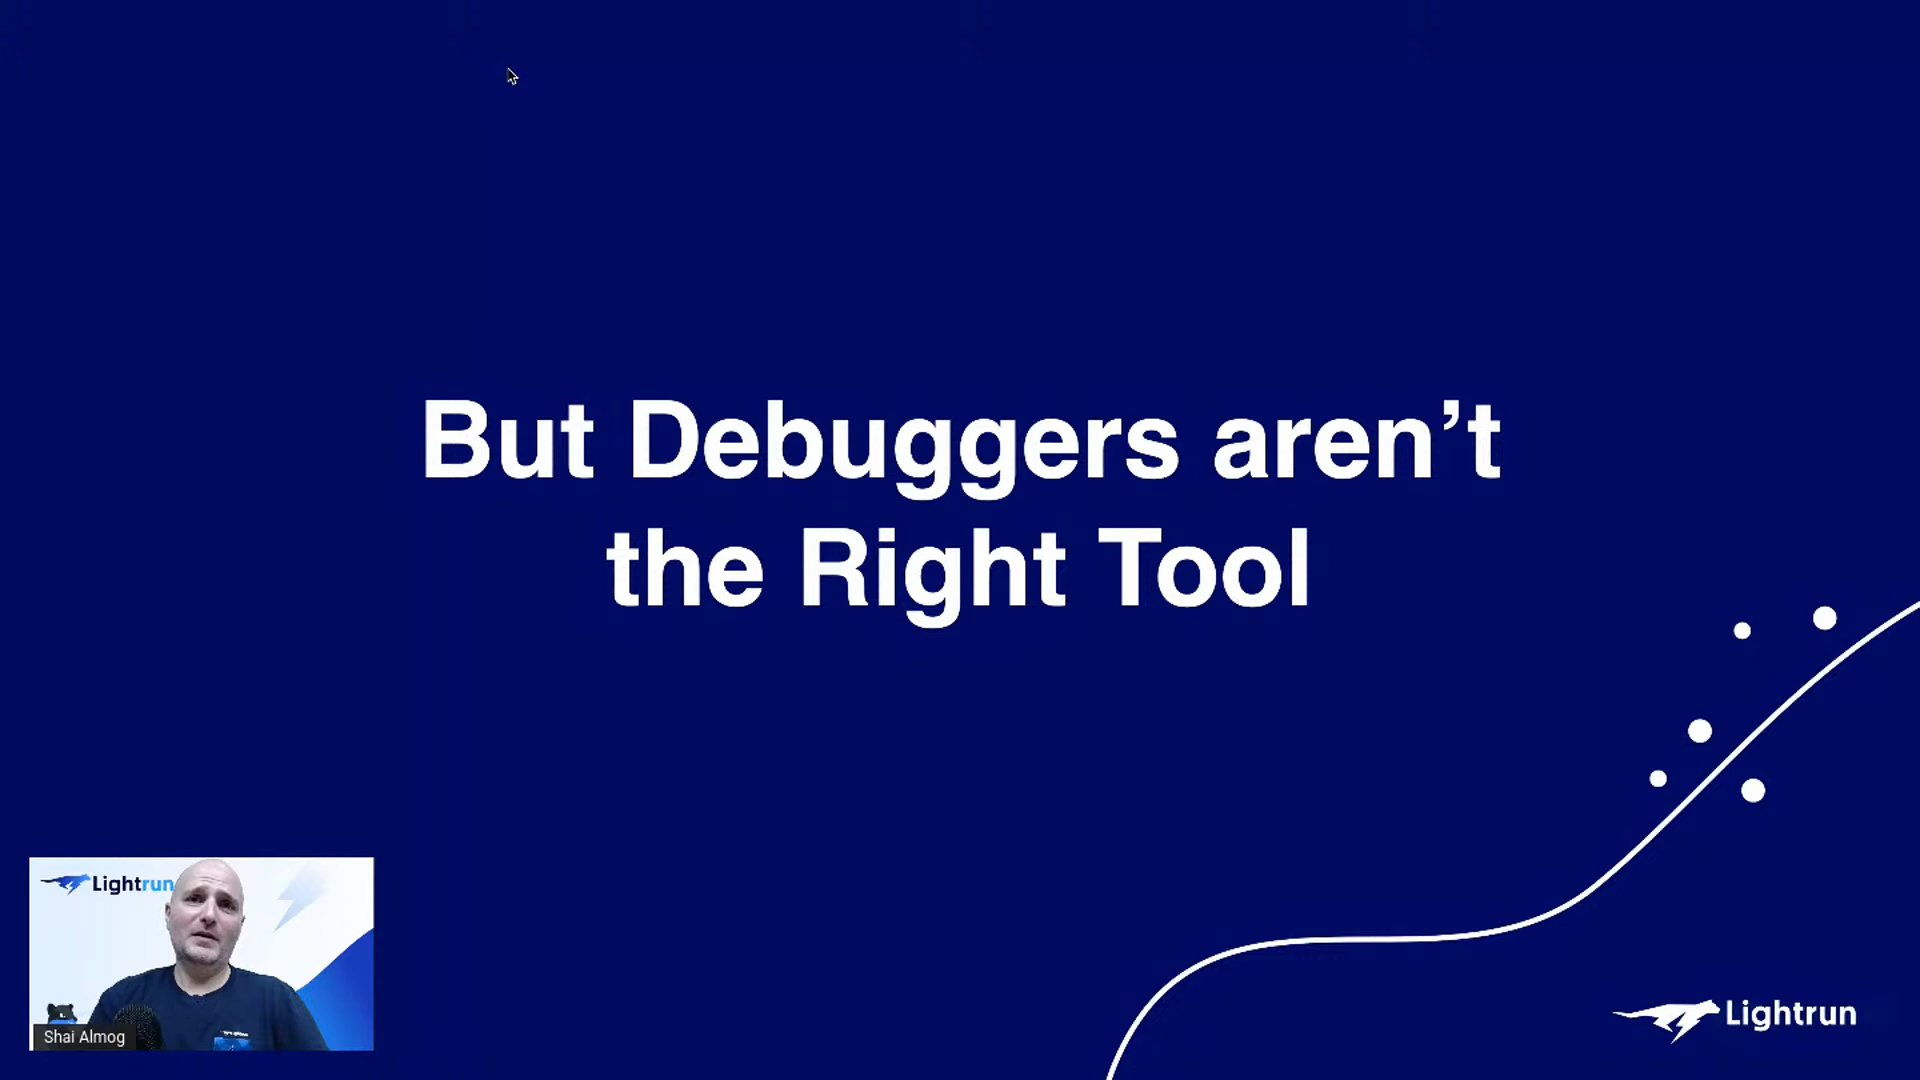 But Debuggers aren’t
the Right Tool
Lightrun
Shai Almog
Lightrun